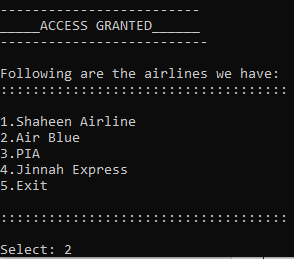 -------------------------
_____ACCESS GRANTED______
--------------------------
Following are the airlines we have:
::::::::::::::::::::::::::::::::::::
1.Shaheen Airline
2.Air Blue
3.PIA
4.Jinnah Express
5.Exit
::::::::::::::::::::::::::::::::::::
Select: 2